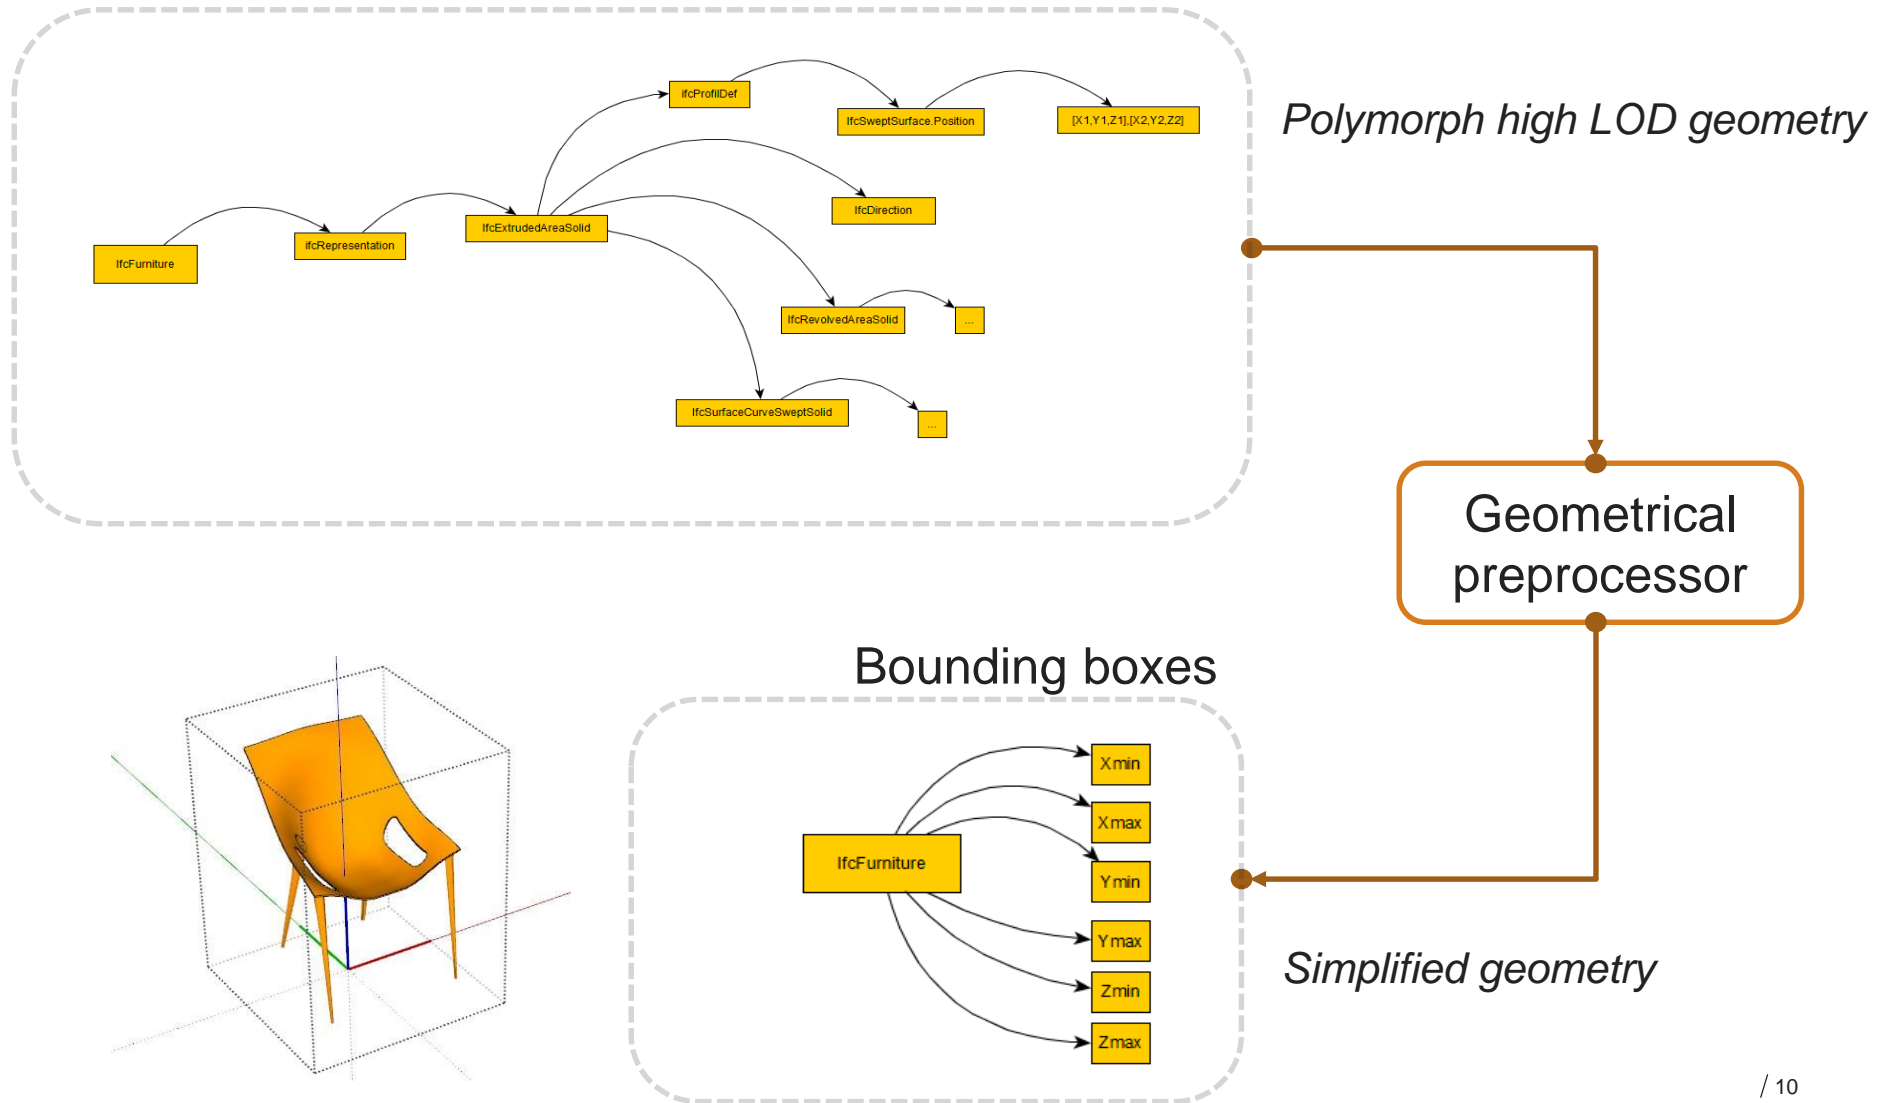 ifcProfilDef
IfcSweptSurface.Position
[X1,Y1,Z1],[X2,Y2,Z2]
Polymorph high LOD geometry
IfcDirection
IfcExtrudedAreaSolid
ifcRepresentation
IfcFurniture
IfcRevolvedAreaSolid
...
IfcSurfaceCurveSweptSolid
...
Geometrical
preprocessor
Bounding boxes
Xmin
Xmax
IfcFurniture
Ymin
Ymax
Simplified geometry
Zmin
Zmax
/ 10